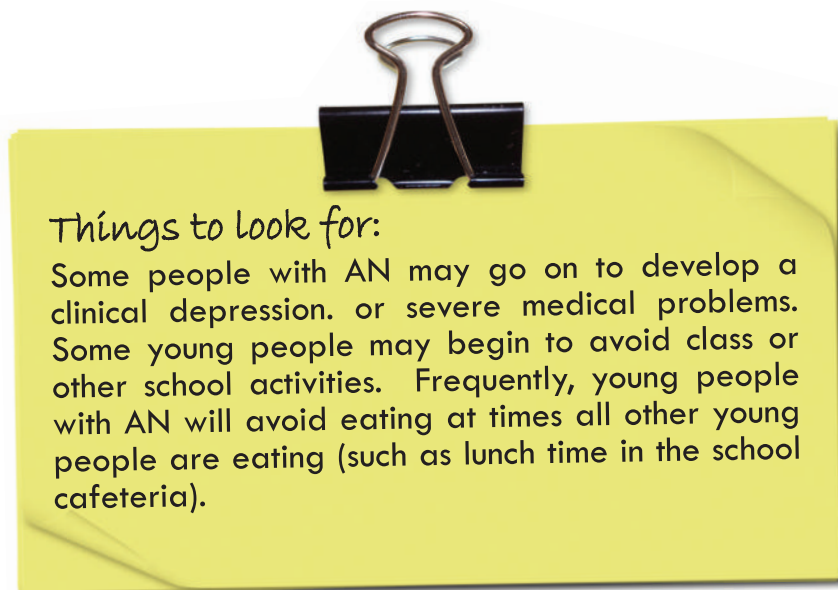 Things to look for:
Some people with AN may go on to develop a
clinical depression. or severe medical problems.
Some young people may begin to avoid class or
other school activities. Frequently, young people
with AN will avoid eating at times all other young
people are eating (such as lunch time in the school
cafeteria).